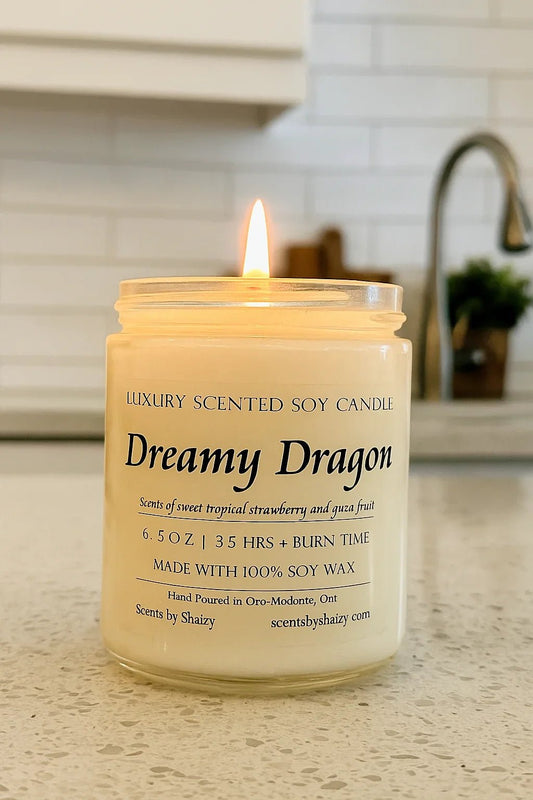 LUXURY SCENTED SOY CANDLE
Dreamy Dragon
Scents of sweet tropical strawberry and guza fruit
6.5OZ | 35 HRS + BURN TIME
MADE WITH 100% SOY WAX
Hand Poured in Oro-Modonte, Ont
Scents by Shaizy scentsbyshaizy com